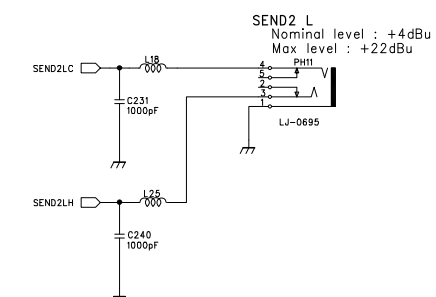 SEND2 L
Nominal level : +4dBu
Max level : +22dBu
L18
PH11
SEND2LC
4
5
2
3
1
C231
1000pF
LJ-0695
L25
SEND2LH
C240
1000pF